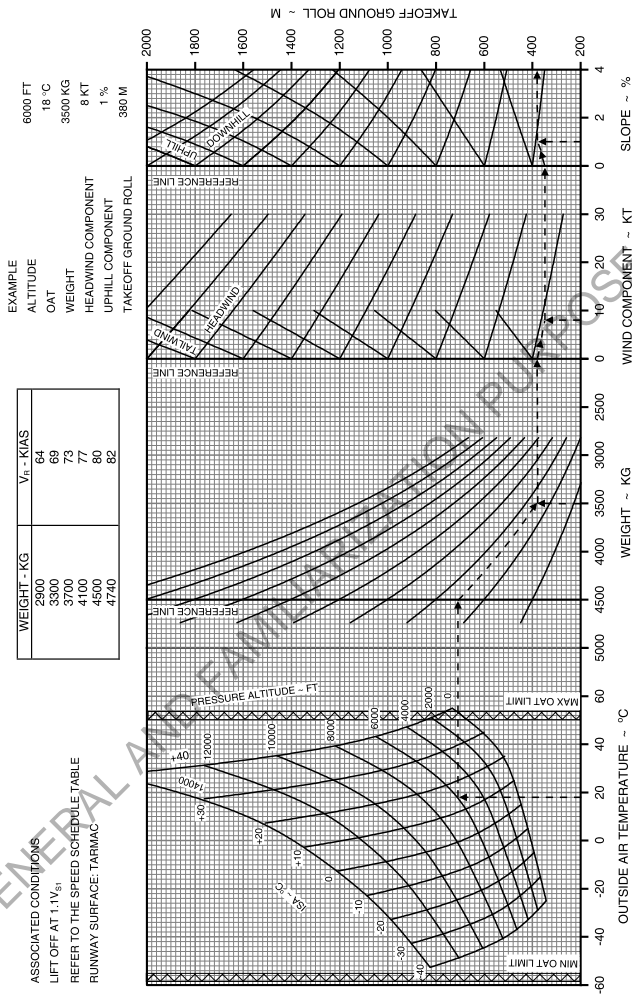 ASSOCIATED CONDITIONS
LIFT OFF AT 1.1VS1
REFER TO THE SPEED SCHEDULE TABLE
RUNWAY SURFACE: TARMAC
WEIGHT - KG VR - KIAS
2900 64
3300 69
3700 73
4100 77
4500 80
4740 82
EXAMPLE
ALTITUDE 6000 FT
OAT 18 °C
WEIGHT 3500 KG
HEADWIND COMPONENT 8 KT
UPHILL COMPONENT 1 %
TAKEOFF GROUND ROLL 380 M
MIN OAT LIMIT
MAX OAT LIMIT
ISA~°C
-40
-30
-20
-10
0
+10
+20
+30
+40
PRESSURE ALTITUDE ~ FT
14000
12000
10000
8000
6000
4000
2000
0
REFERENCE LINE
REFERENCE LINE
TAILWIND
HEADWIND
REFERENCE LINE
UPHILL
DOWNHILL
-60 -40 -20 0 20 40 60
OUTSIDE AIR TEMPERATURE ~ °C
5000 4500 4000 3500 3000 2500
WEIGHT ~ KG
0 10 20 30
WIND COMPONENT ~ KT
0 2 4
SLOPE ~ %
2000
1800
1600
1400
1200
1000
800
600
400
200
TAKEOFF GROUND ROLL ~ M
GENERAL AND FAMILIARIZATION PURPOSE